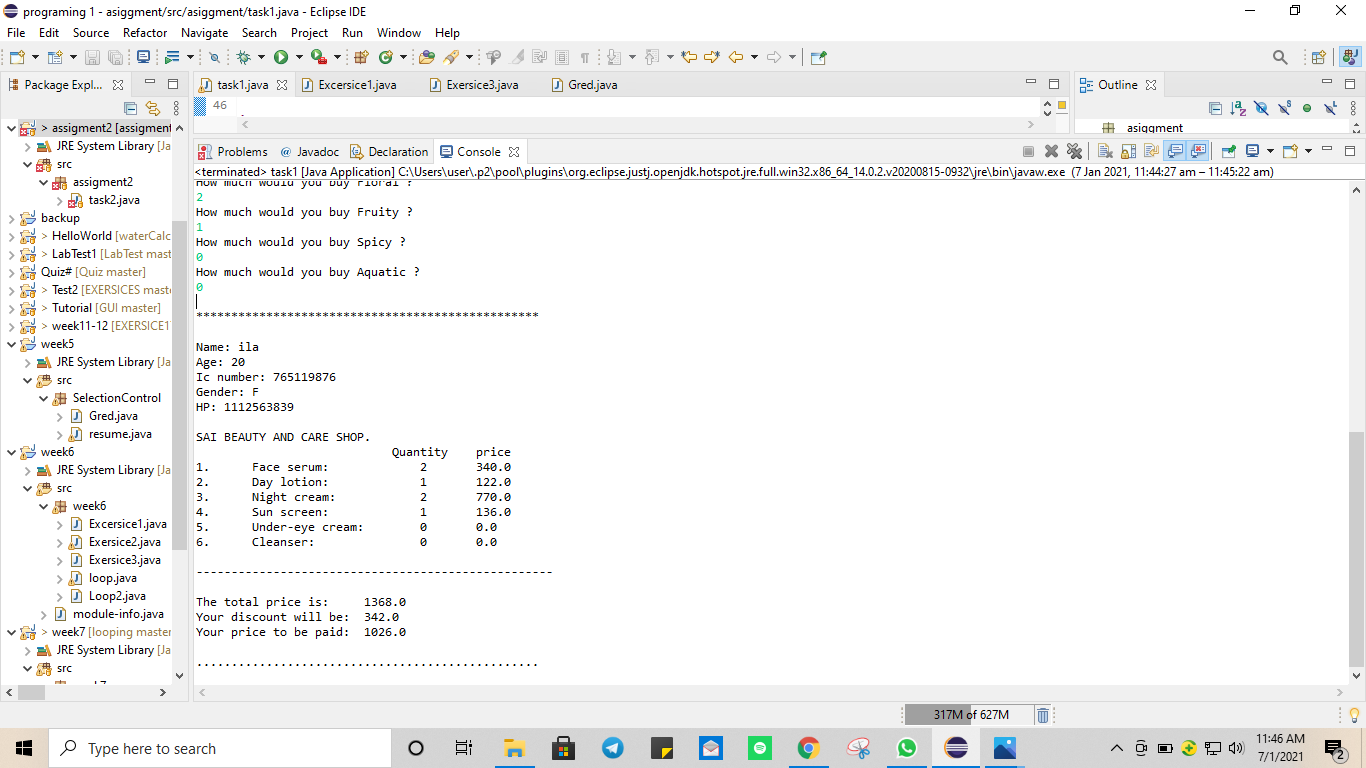 programing 1 - asiggment/src/asiggment/task1.java - Eclipse IDE
File Edit Source Refactor Navigate Search Project Run Window Help
Package Expl...
task1.java Excersice1.java Exersice3.java Gred.java
Outline
46
asiggment
> assigment2 [assigment
JRE System Library [Ja
src
assigment2
task2.java
backup
> HelloWorld [waterCalc
> LabTest1 [LabTest mast
Quiz# [Quiz master]
> Test2 [EXERSICES maste
> Tutorial [GUI master]
> week11-12 [EXERSICE1
week5
JRE System Library [Ja
src
SelectionControl
Gred.java
resume.java
week6
JRE System Library [Ja
src
week6
Excersice1.java
Exersice2.java
Exersice3.java
loop.java
Loop2.java
module-info.java
> week7 [looping master
JRE System Library [Ja
src
Problems @ Javadoc Declaration Console
<terminated> task1 [Java Application] C:\Users\user\.p2\pool\plugins\org.eclipse.justj.openjdk.hotspot.jre.full.win32.x86_64_14.0.2.v20200815-0932\jre\bin\javaw.exe (7 Jan 2021, 11:44:27 am – 11:45:22 am)
How much would you buy Floral ?
2
How much would you buy Fruity ?
1
How much would you buy Spicy ?
0
How much would you buy Aquatic ?
0
*************************************************
Name: ila
Age: 20
Ic number: 765119876
Gender: F
HP: 1112563839
SAI BEAUTY AND CARE SHOP.
Quantity price
1. Face serum: 2 340.0
2. Day lotion: 1 122.0
3. Night cream: 2 770.0
4. Sun screen: 1 136.0
5. Under-eye cream: 0 0.0
6. Cleanser: 0 0.0
---------------------------------------------------
The total price is: 1368.0
Your discount will be: 342.0
Your price to be paid: 1026.0
.................................................
317M of 627M
Type here to search
11:46 AM
7/1/2021
2